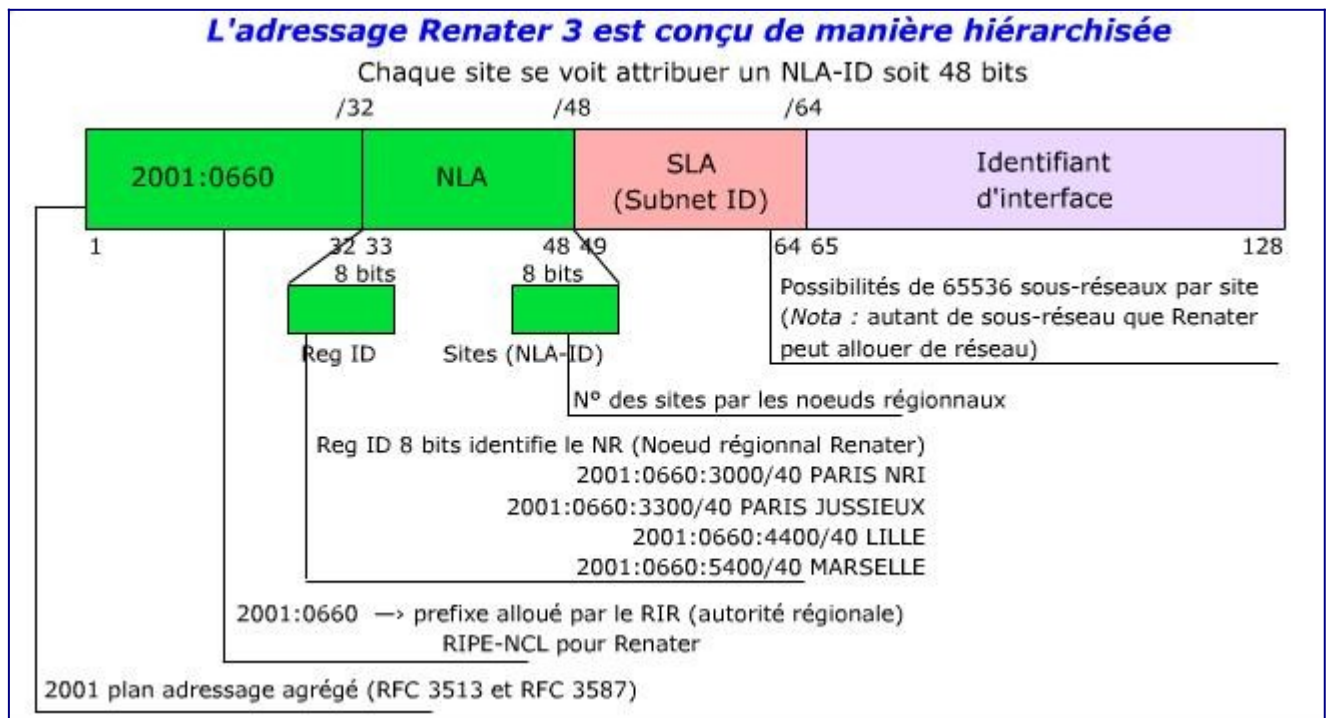 L'adressage Renater 3 est conçu de manière hiérarchisée
Chaque site se voit attribuer un NLA-ID soit 48 bits
/32 /48 /64
2001:0660 NLA SLA
(Subnet ID) Identifiant
d'interface
1 32 33 48 49 64 65 128
8 bits 8 bits
Reg ID Sites (NLA-ID)
Possibilités de 65536 sous-réseaux par site
(Nota : autant de sous-réseau que Renater
peut allouer de réseau)
N° des sites par les noeuds régionnaux
Reg ID 8 bits identifie le NR (Noeud régionnal Renater)
2001:0660:3000/40 PARIS NRI
2001:0660:3300/40 PARIS JUSSIEUX
2001:0660:4400/40 LILLE
2001:0660:5400/40 MARSELLE
2001:0660 —> prefixe alloué par le RIR (autorité régionale)
RIPE-NCL pour Renater
2001 plan adressage agrégé (RFC 3513 et RFC 3587)